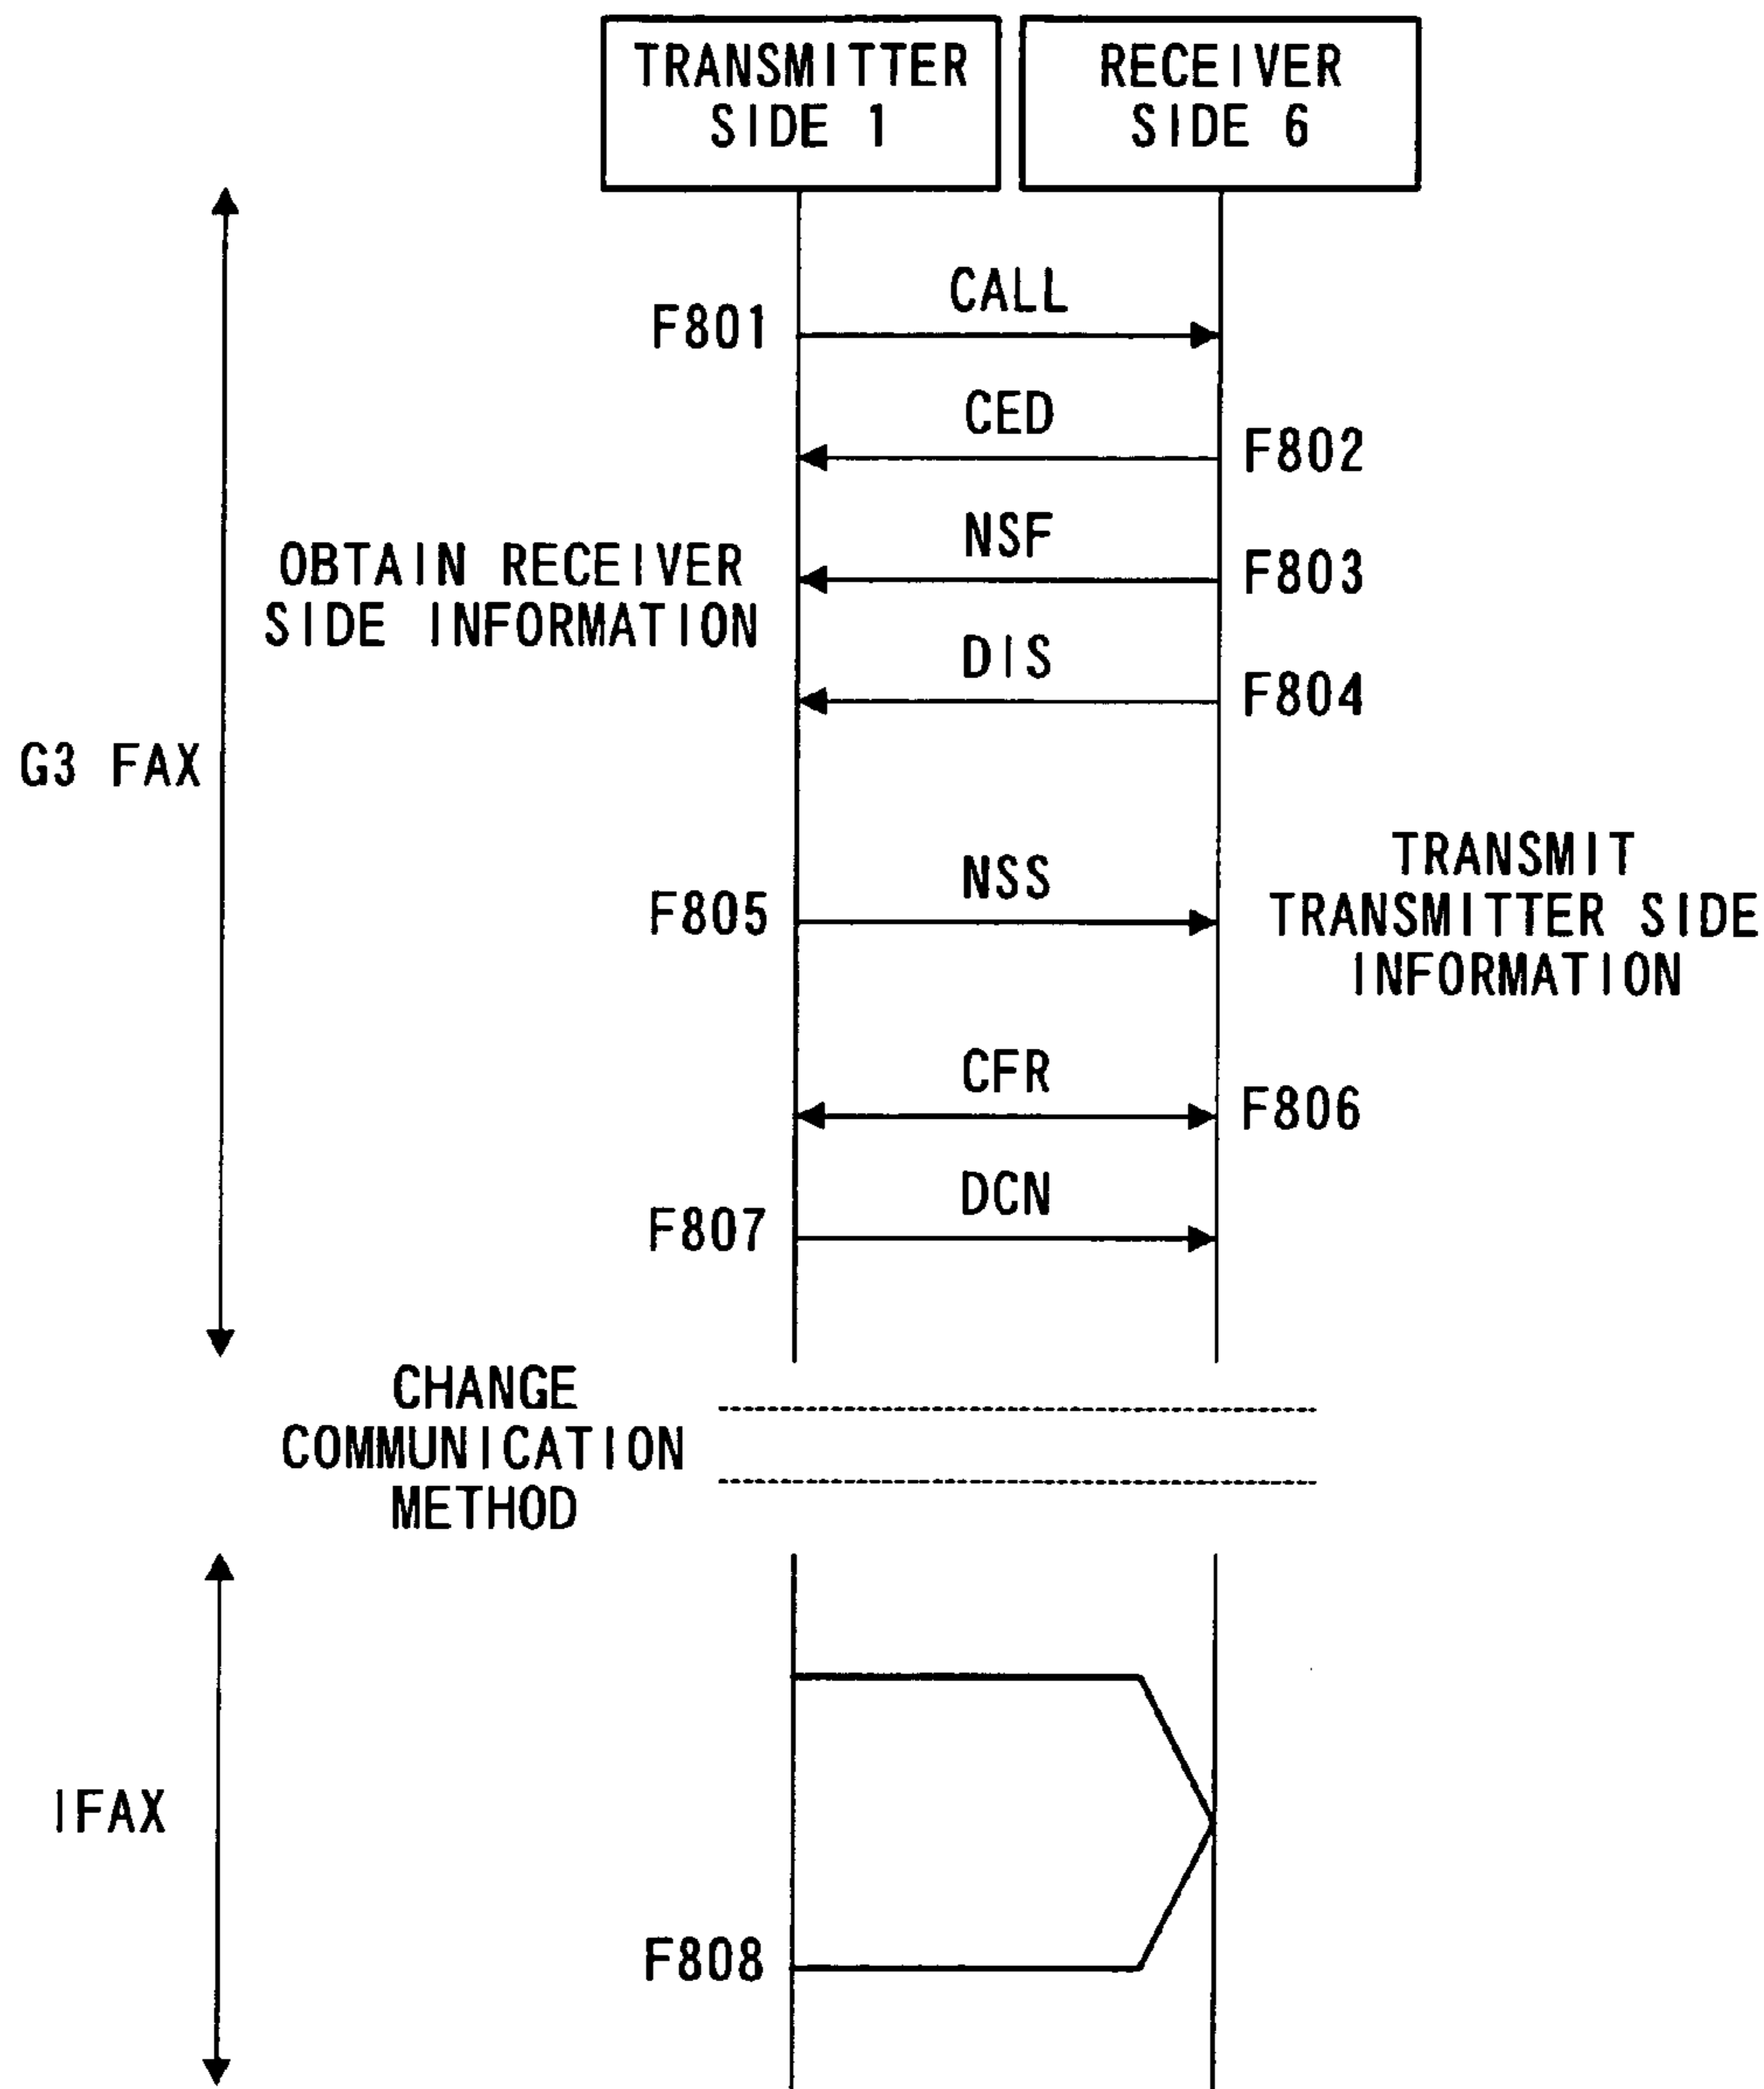 TRANSMITTER
SIDE 1
RECEIVER
SIDE 6
CALL
F801
CED
F802
NSF
F803
OBTAIN RECEIVER
SIDE INFORMATION
DIS
F804
G3 FAX
TRANSMIT
TRANSMITTER SIDE
INFORMATION
NSS
F805
CFR
F806
DCN
F807
CHANGE
COMMUNICATION
METHOD
IFAX
F808